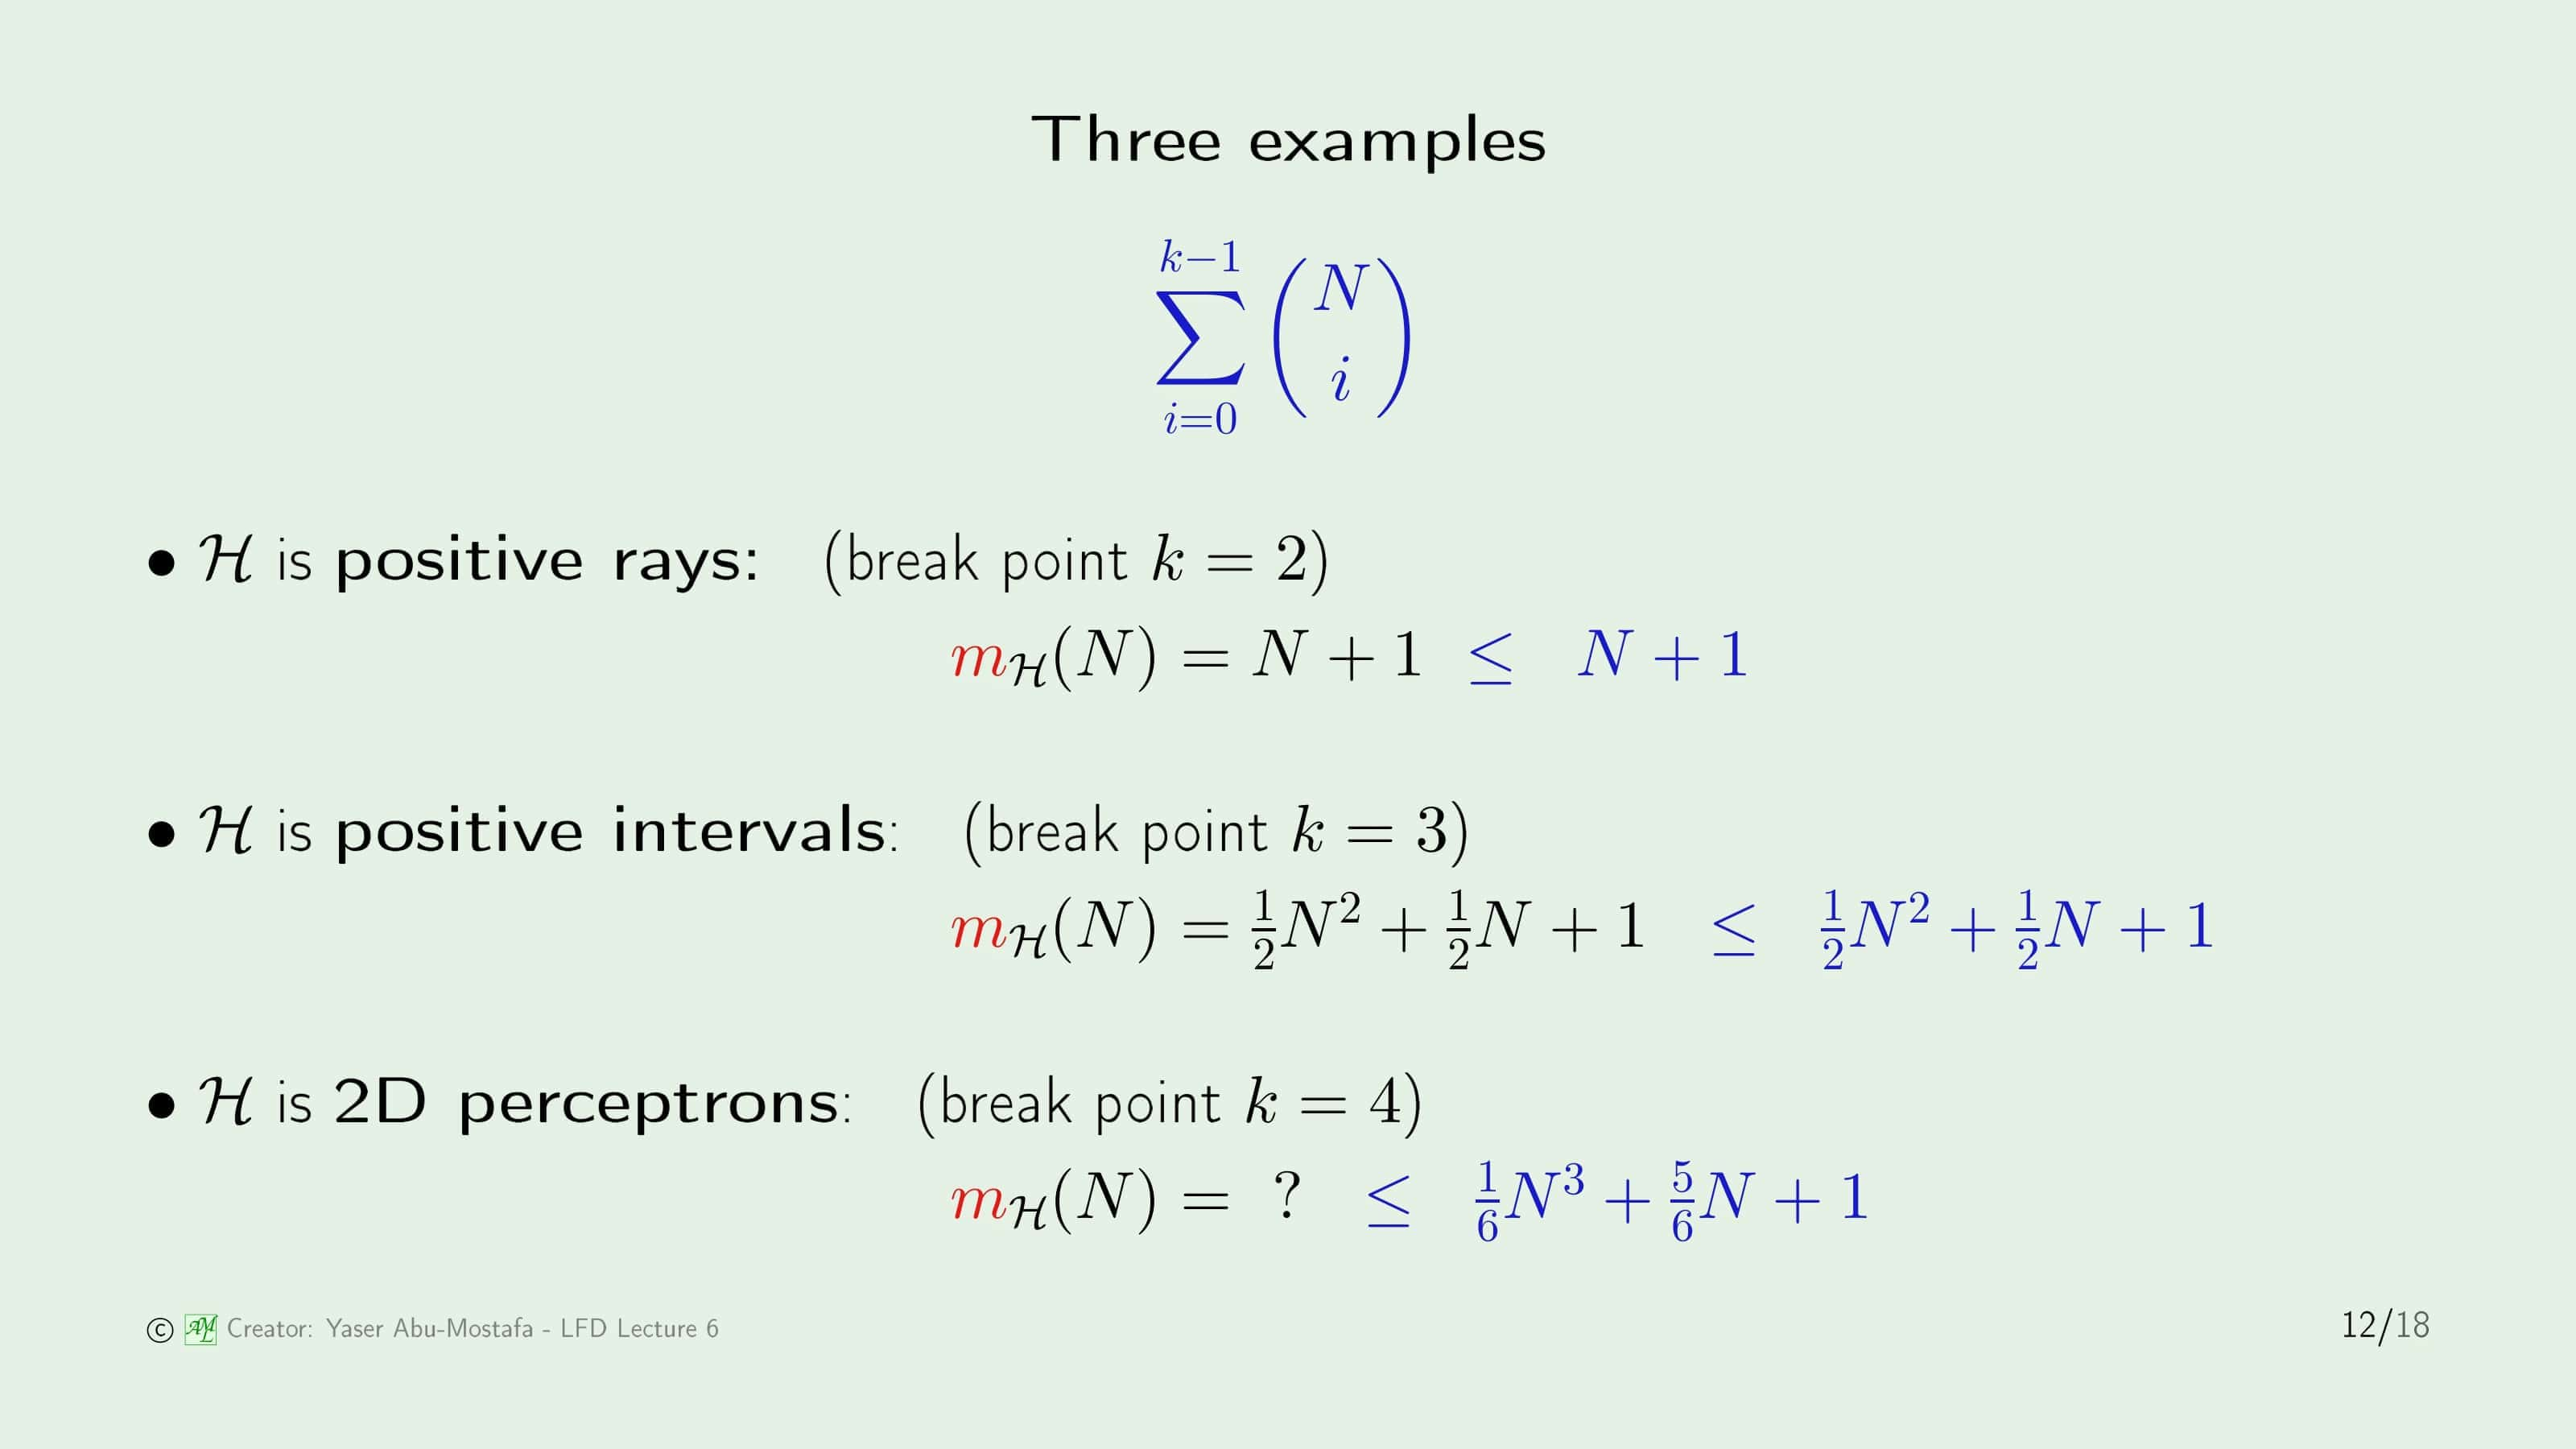 Three examples
$\sum_{i=0}^{k-1} \binom{N}{i}$
• $\mathcal{H}$ is positive rays: (break point $k = 2$)
$m_{\mathcal{H}}(N) = N + 1 \leq N + 1$
• $\mathcal{H}$ is positive intervals: (break point $k = 3$)
$m_{\mathcal{H}}(N) = \frac{1}{2}N^2 + \frac{1}{2}N + 1 \leq \frac{1}{2}N^2 + \frac{1}{2}N + 1$
• $\mathcal{H}$ is 2D perceptrons: (break point $k = 4$)
$m_{\mathcal{H}}(N) = \ ? \leq \frac{1}{6}N^3 + \frac{5}{6}N + 1$
© AML Creator: Yaser Abu-Mostafa - LFD Lecture 6
12/18